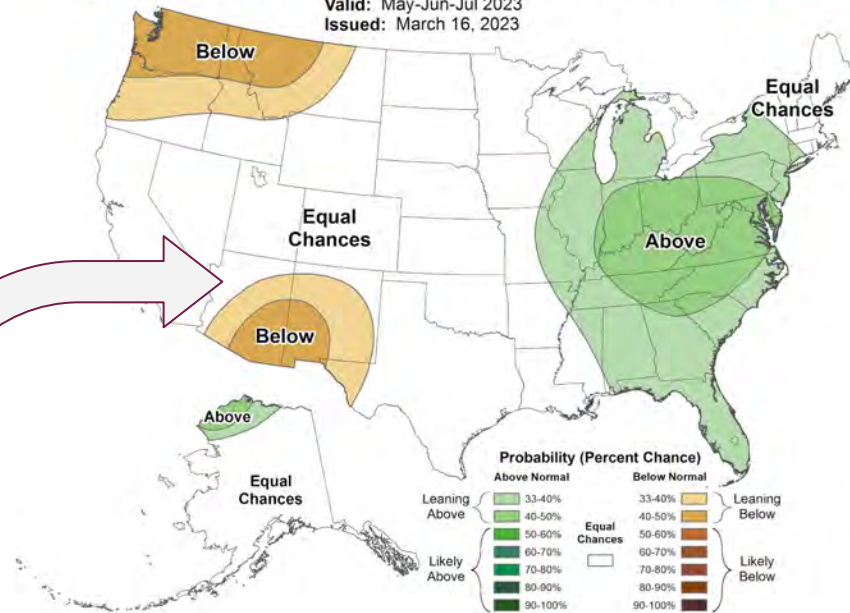 Valid: May-Jun-Jul 2023
Issued: March 16, 2023
Below
Equal
Chances
Equal
Chances
Above
Below
Above
Equal
Chances
Probability (Percent Chance)
Above Normal
Below Normal
Leaning
Above
33-40%
40-50%
Likely
Above
50-60%
60-70%
70-80%
80-90%
90-100%
Equal
Chances
33-40%
40-50%
Leaning
Below
50-60%
60-70%
70-80%
80-90%
90-100%
Likely
Below